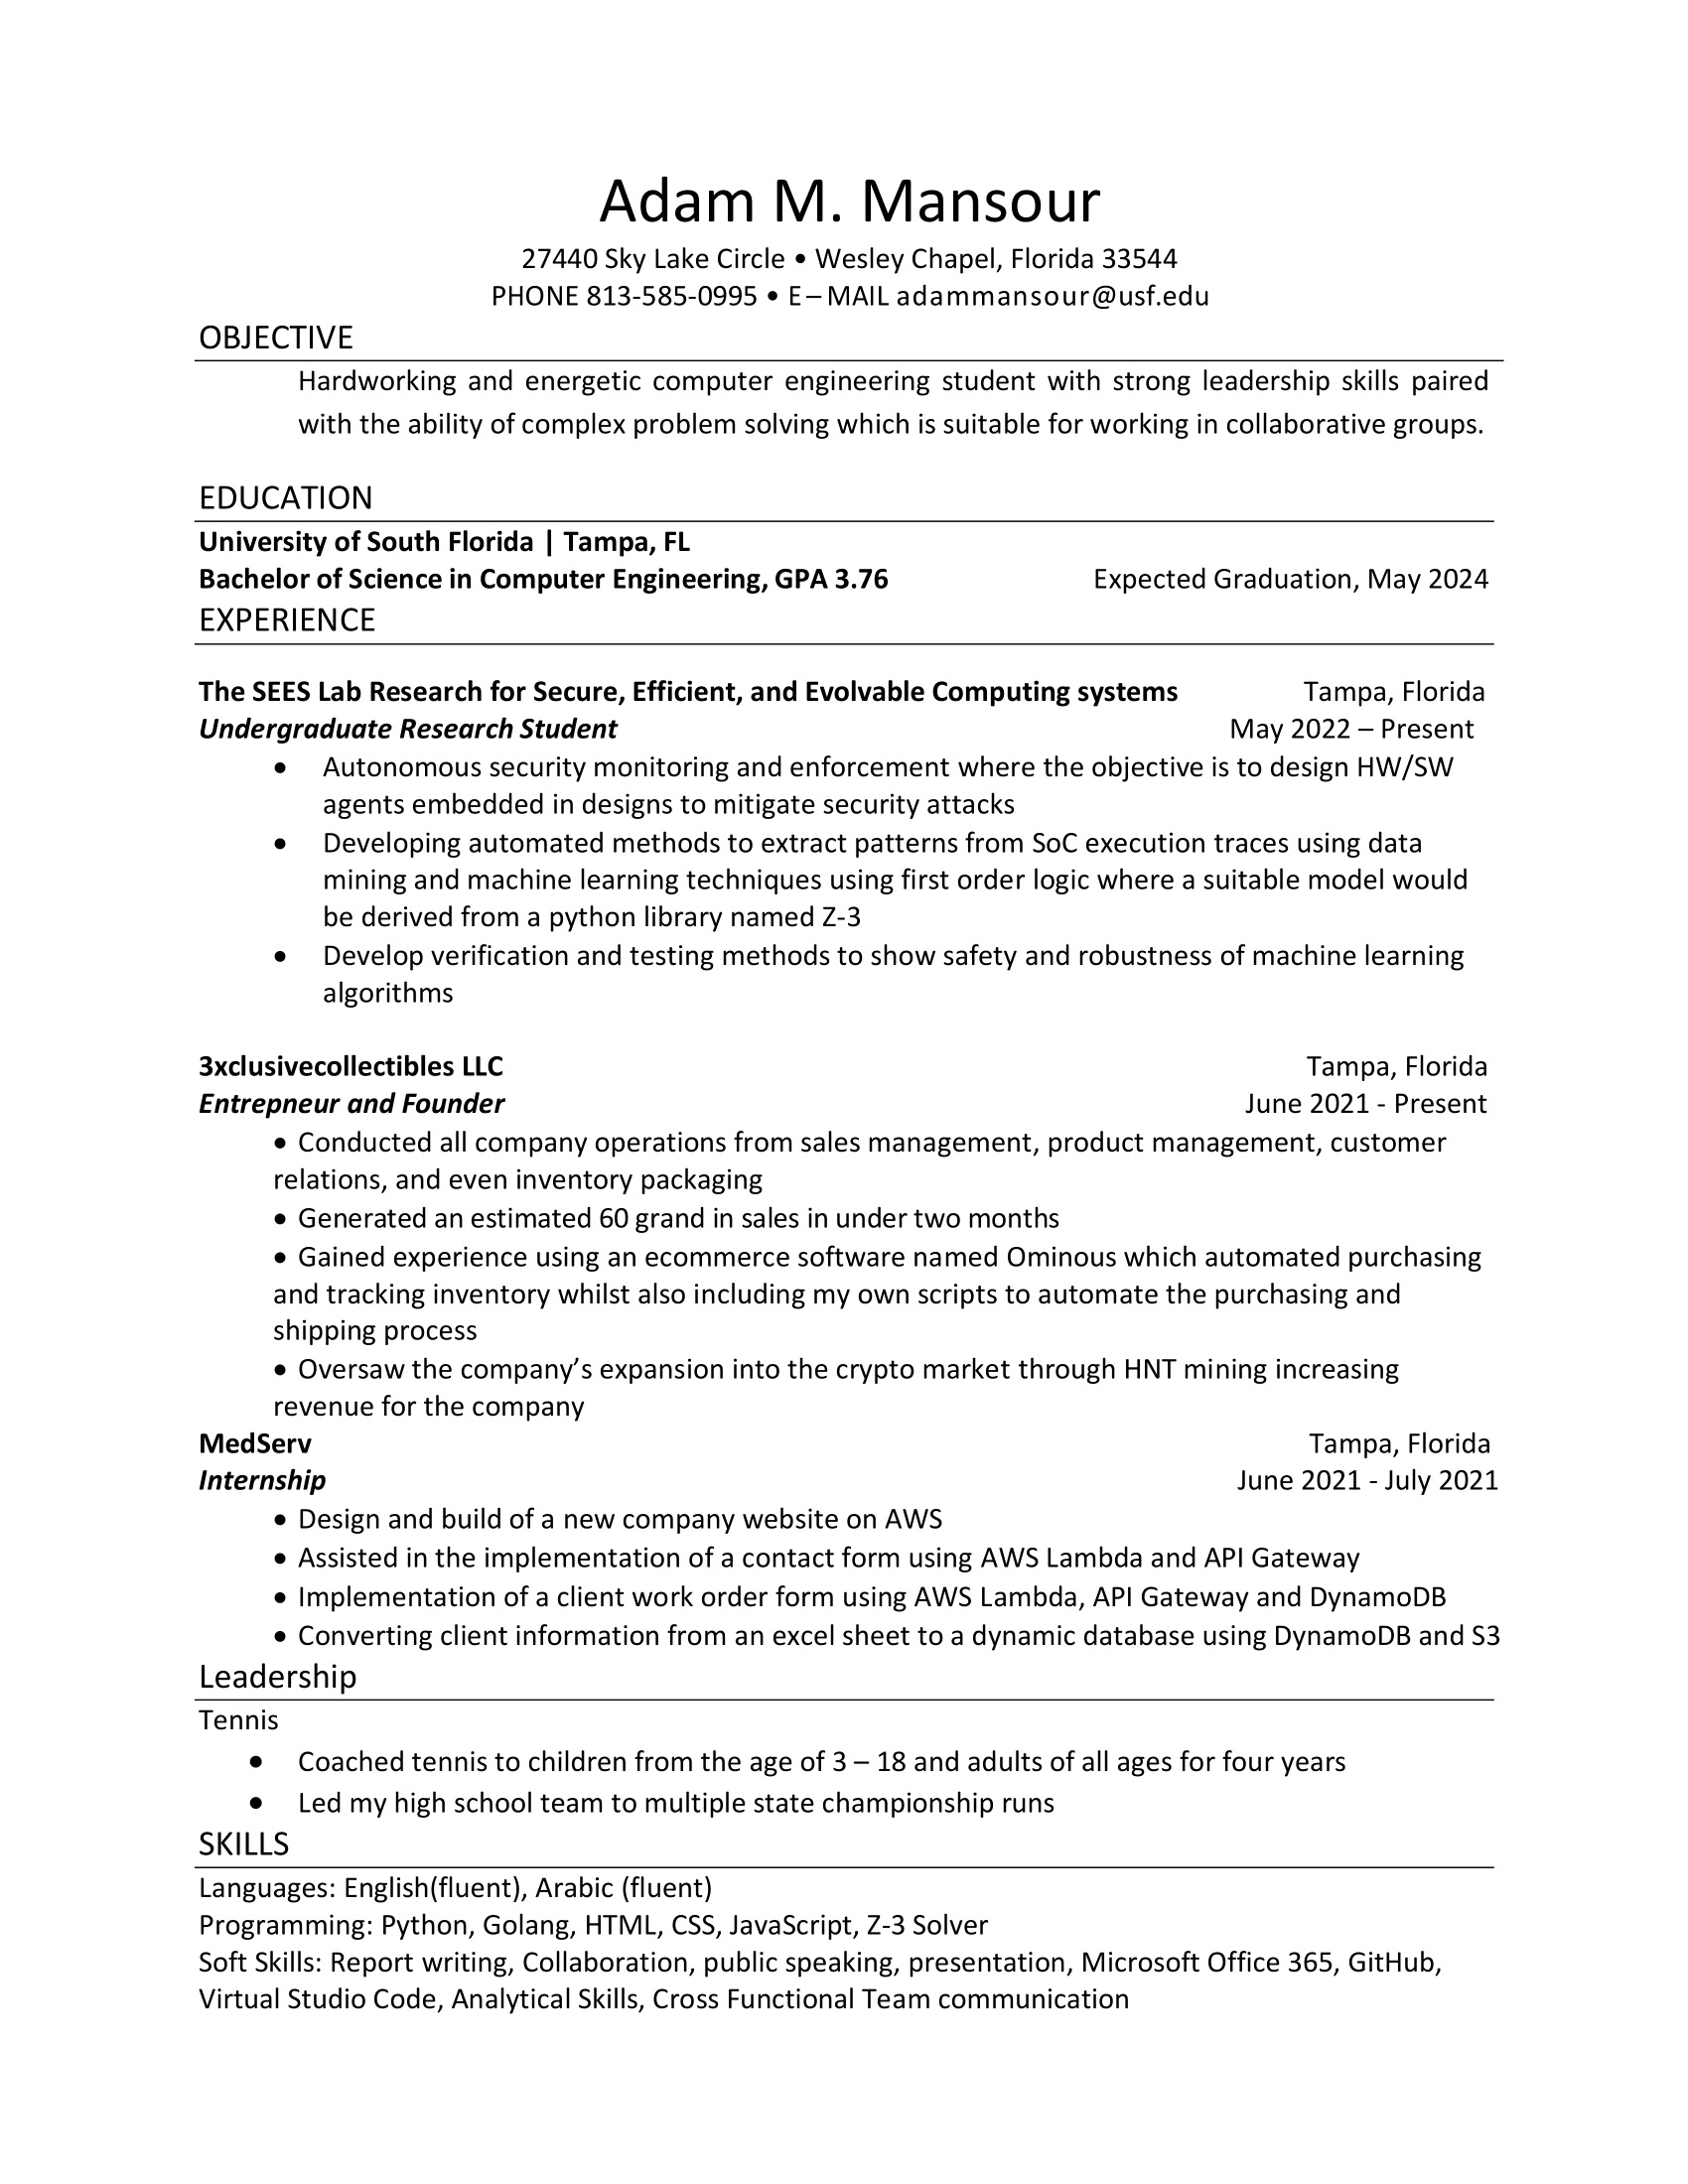 Adam M. Mansour
27440 Sky Lake Circle • Wesley Chapel, Florida 33544
PHONE 813-585-0995 • E – MAIL adammansour@usf.edu
OBJECTIVE
Hardworking and energetic computer engineering student with strong leadership skills paired
with the ability of complex problem solving which is suitable for working in collaborative groups.
EDUCATION
University of South Florida | Tampa, FL
Bachelor of Science in Computer Engineering, GPA 3.76 Expected Graduation, May 2024
EXPERIENCE
The SEES Lab Research for Secure, Efficient, and Evolvable Computing systems Tampa, Florida
Undergraduate Research Student May 2022 – Present
• Autonomous security monitoring and enforcement where the objective is to design HW/SW
agents embedded in designs to mitigate security attacks
• Developing automated methods to extract patterns from SoC execution traces using data
mining and machine learning techniques using first order logic where a suitable model would
be derived from a python library named Z-3
• Develop verification and testing methods to show safety and robustness of machine learning
algorithms
3xclusivecollectibles LLC Tampa, Florida
Entrepneur and Founder June 2021 - Present
• Conducted all company operations from sales management, product management, customer
relations, and even inventory packaging
• Generated an estimated 60 grand in sales in under two months
• Gained experience using an ecommerce software named Ominous which automated purchasing
and tracking inventory whilst also including my own scripts to automate the purchasing and
shipping process
• Oversaw the company’s expansion into the crypto market through HNT mining increasing
revenue for the company
MedServ Tampa, Florida
Internship June 2021 - July 2021
• Design and build of a new company website on AWS
• Assisted in the implementation of a contact form using AWS Lambda and API Gateway
• Implementation of a client work order form using AWS Lambda, API Gateway and DynamoDB
• Converting client information from an excel sheet to a dynamic database using DynamoDB and S3
Leadership
Tennis
• Coached tennis to children from the age of 3 – 18 and adults of all ages for four years
• Led my high school team to multiple state championship runs
SKILLS
Languages: English(fluent), Arabic (fluent)
Programming: Python, Golang, HTML, CSS, JavaScript, Z-3 Solver
Soft Skills: Report writing, Collaboration, public speaking, presentation, Microsoft Office 365, GitHub,
Virtual Studio Code, Analytical Skills, Cross Functional Team communication